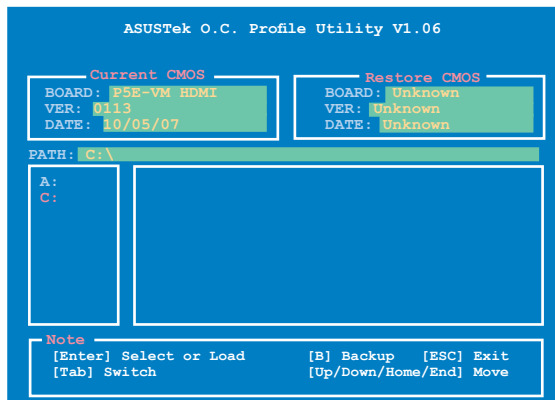 ASUSTek O.C. Profile Utility V1.06
Current CMOS
BOARD: P5E-VM HDMI
VER: 0113
DATE: 10/05/07
Restore CMOS
BOARD: Unknown
VER: Unknown
DATE: Unknown
PATH: C:\
A:
C:
Note
[Enter] Select or Load [B] Backup [ESC] Exit
[Tab] Switch [Up/Down/Home/End] Move